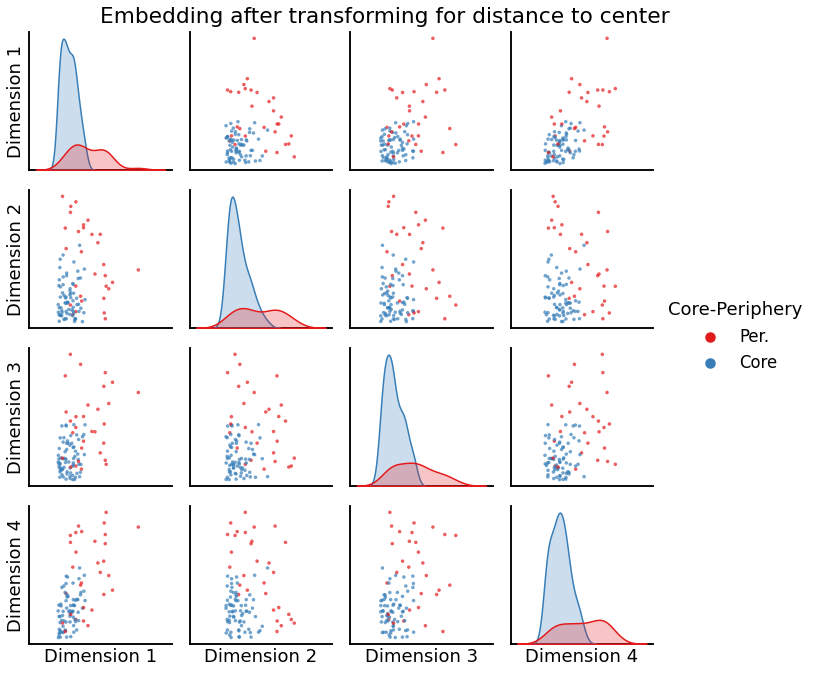 Embedding after transforming for distance to center
Dimension 1
Dimension 2
Dimension 3
Dimension 4
Core-Periphery
Per.
Core
Dimension 1
Dimension 2
Dimension 3
Dimension 4